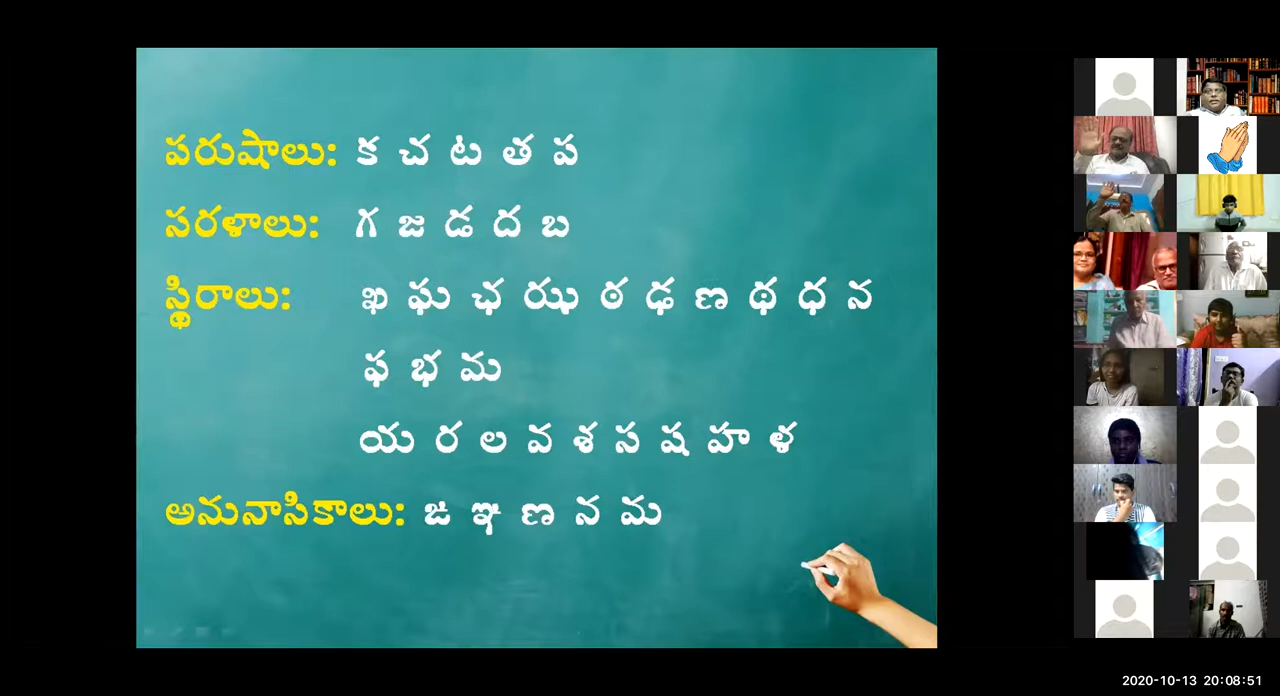 పరుషాలు: క చ ట త ప
సరళాలు: గ జ డ ద బ
స్థిరాలు: ఖ ఘ ఛ ఝ ఠ ఢ ణ థ ధ న
ఫ భ మ
య ర ల వ శ స ష హ ళ
అనునాసికాలు: ఙ ఞ ణ న మ
2020-10-13 20:08:51